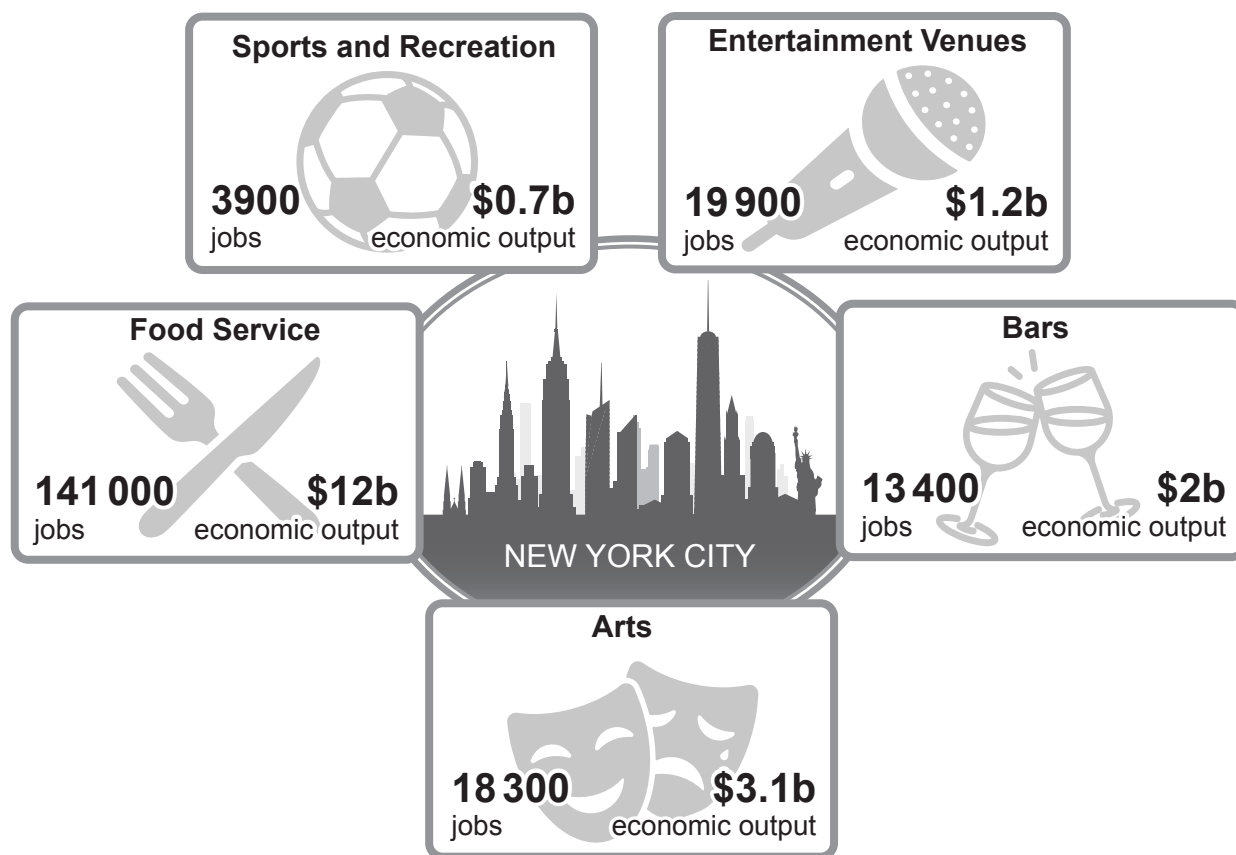 Sports and Recreation
3900
jobs
$0.7b
economic output
Entertainment Venues
19 900
jobs
$1.2b
economic output
Food Service
141 000
jobs
$12b
economic output
NEW YORK CITY
Bars
13 400
jobs
$2b
economic output
Arts
18 300
jobs
$3.1b
economic output